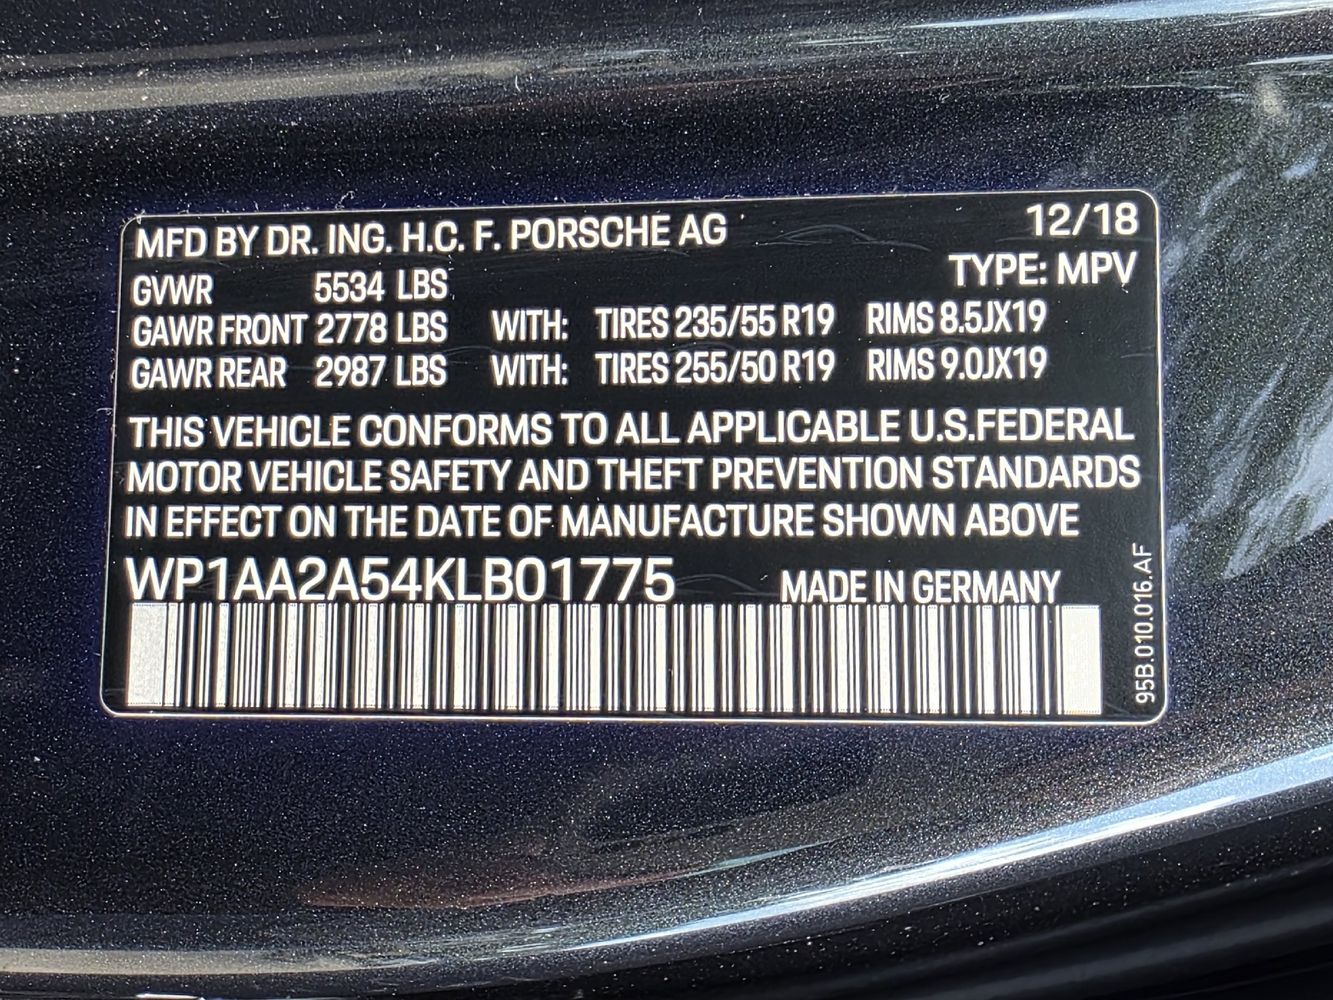 MFD BY DR. ING. H.C. F. PORSCHE AG 12/18
TYPE: MPV
GVWR 5534 LBS
GAWR FRONT 2778 LBS WITH: TIRES 235/55 R19 RIMS 8.5JX19
GAWR REAR 2987 LBS WITH: TIRES 255/50 R19 RIMS 9.0JX19
THIS VEHICLE CONFORMS TO ALL APPLICABLE U.S.FEDERAL
MOTOR VEHICLE SAFETY AND THEFT PREVENTION STANDARDS
IN EFFECT ON THE DATE OF MANUFACTURE SHOWN ABOVE
WP1AA2A54KLB01775 MADE IN GERMANY
95B.010.016.AF